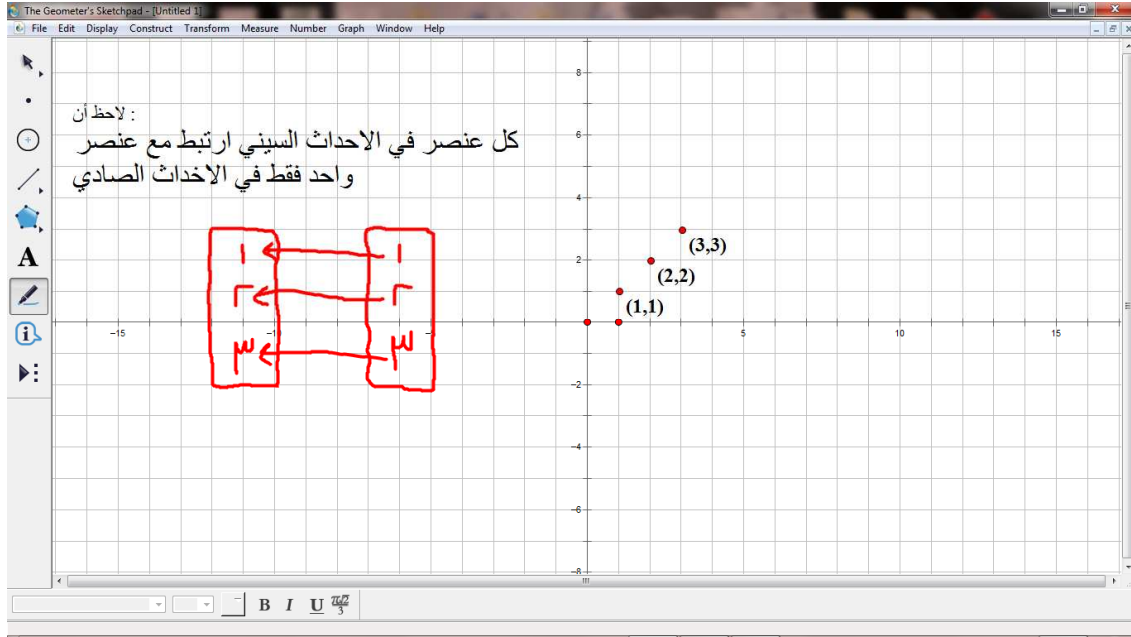 The Geometer's Sketchpad - [Untitled 1]
File Edit Display Construct Transform Measure Number Graph Window Help
لاحظ أن :
كل عنصر في الاحداث السيني ارتبط مع عنصر
واحد فقط في الاخداث الصادي
١ ١
٢ ٢
٣ ٣
8
6
4
2
-2
-4
-6
-8
-15
5 10 15
(3,3)
(2,2)
(1,1)
A
B I U